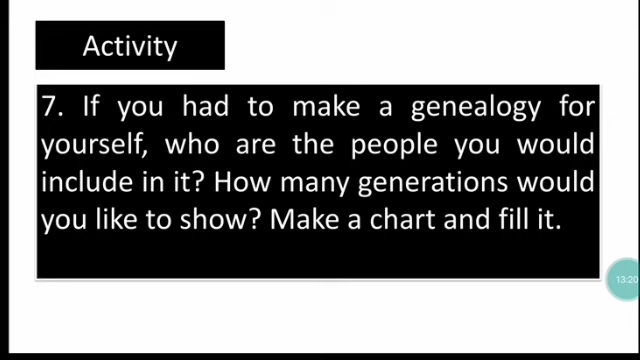 Activity
7. If you had to make a genealogy for
yourself, who are the people you would
include in it? How many generations would
you like to show? Make a chart and fill it.
13:20